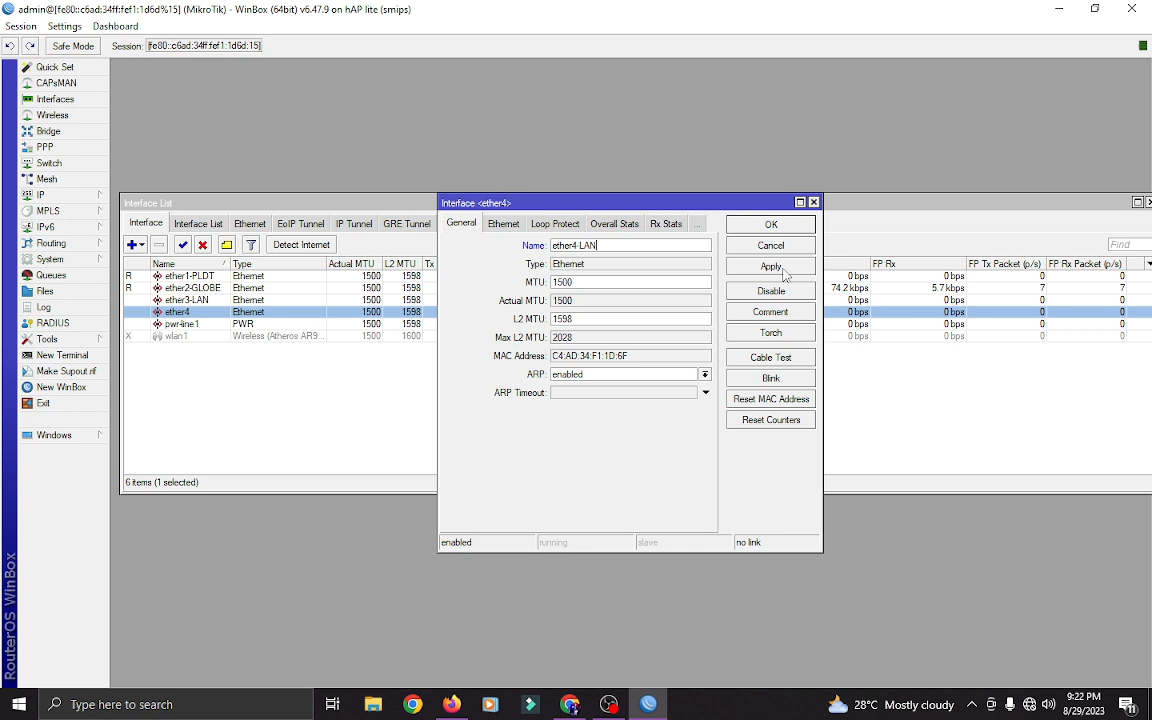 admin@[fe80::c6ad:34ff:fef1:1d6d%15] (MikroTik) - WinBox (64bit) v6.47.9 on hAP lite (smips)
Session Settings Dashboard
Safe Mode Session: [fe80::c6ad:34ff:fef1:1d6d:15]
Quick Set
CAPsMAN
Interfaces
Wireless
Bridge
PPP
Switch
Mesh
IP
MPLS
IPv6
Routing
System
Queues
Files
Log
RADIUS
Tools
New Terminal
Make Supout.rif
New WinBox
Exit
Windows
RouterOS WinBox
Interface List
Interface Interface List Ethernet EoIP Tunnel IP Tunnel GRE Tunnel
Detect Internet Find
Name / Type Actual MTU L2 MTU Tx FP Rx FP Tx Packet (p/s) FP Rx Packet (p/s)
R ether1-PLDT Ethernet 1500 1598 0 bps 0 bps 0 0
R ether2-GLOBE Ethernet 1500 1598 74.2 kbps 5.7 kbps 7 7
ether3-LAN Ethernet 1500 1598 0 bps 0 bps 0 0
ether4 Ethernet 1500 1598 0 bps 0 bps 0 0
pwr-line1 PWR 1500 1598 0 bps 0 bps 0 0
X wlan1 Wireless (Atheros AR9... 1500 1600 0 bps 0 bps 0 0
6 items (1 selected)
Interface <ether4>
General Ethernet Loop Protect Overall Stats Rx Stats ...
Name: ether4-LAN
Type: Ethernet
MTU: 1500
Actual MTU: 1500
L2 MTU: 1598
Max L2 MTU: 2028
MAC Address: C4:AD:34:F1:1D:6F
ARP: enabled
ARP Timeout:
OK
Cancel
Apply
Disable
Comment
Torch
Cable Test
Blink
Reset MAC Address
Reset Counters
enabled running slave no link
Type here to search
28°C Mostly cloudy
9:22 PM
8/29/2023
11